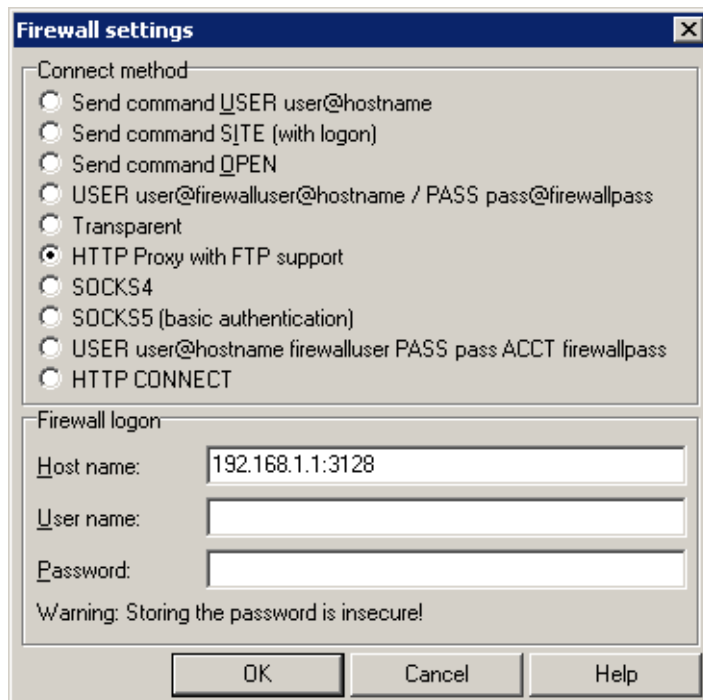 Firewall settings
Connect method
Send command USER user@hostname
Send command SITE (with logon)
Send command OPEN
USER user@firewalluser@hostname / PASS pass@firewallpass
Transparent
HTTP Proxy with FTP support
SOCKS4
SOCKS5 (basic authentication)
USER user@hostname firewalluser PASS pass ACCT firewallpass
HTTP CONNECT
Firewall logon
Host name: 192.168.1.1:3128
User name:
Password:
Warning: Storing the password is insecure!
OK Cancel Help